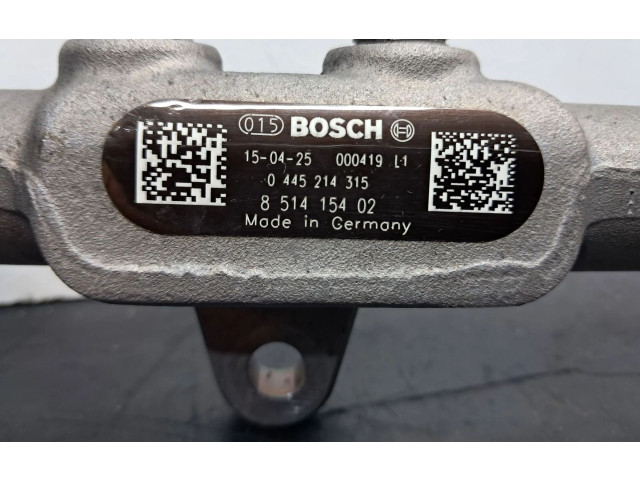 015 BOSCH
15-04-25 000419 L1
0 445 214 315
8 514 154 02
Made in Germany